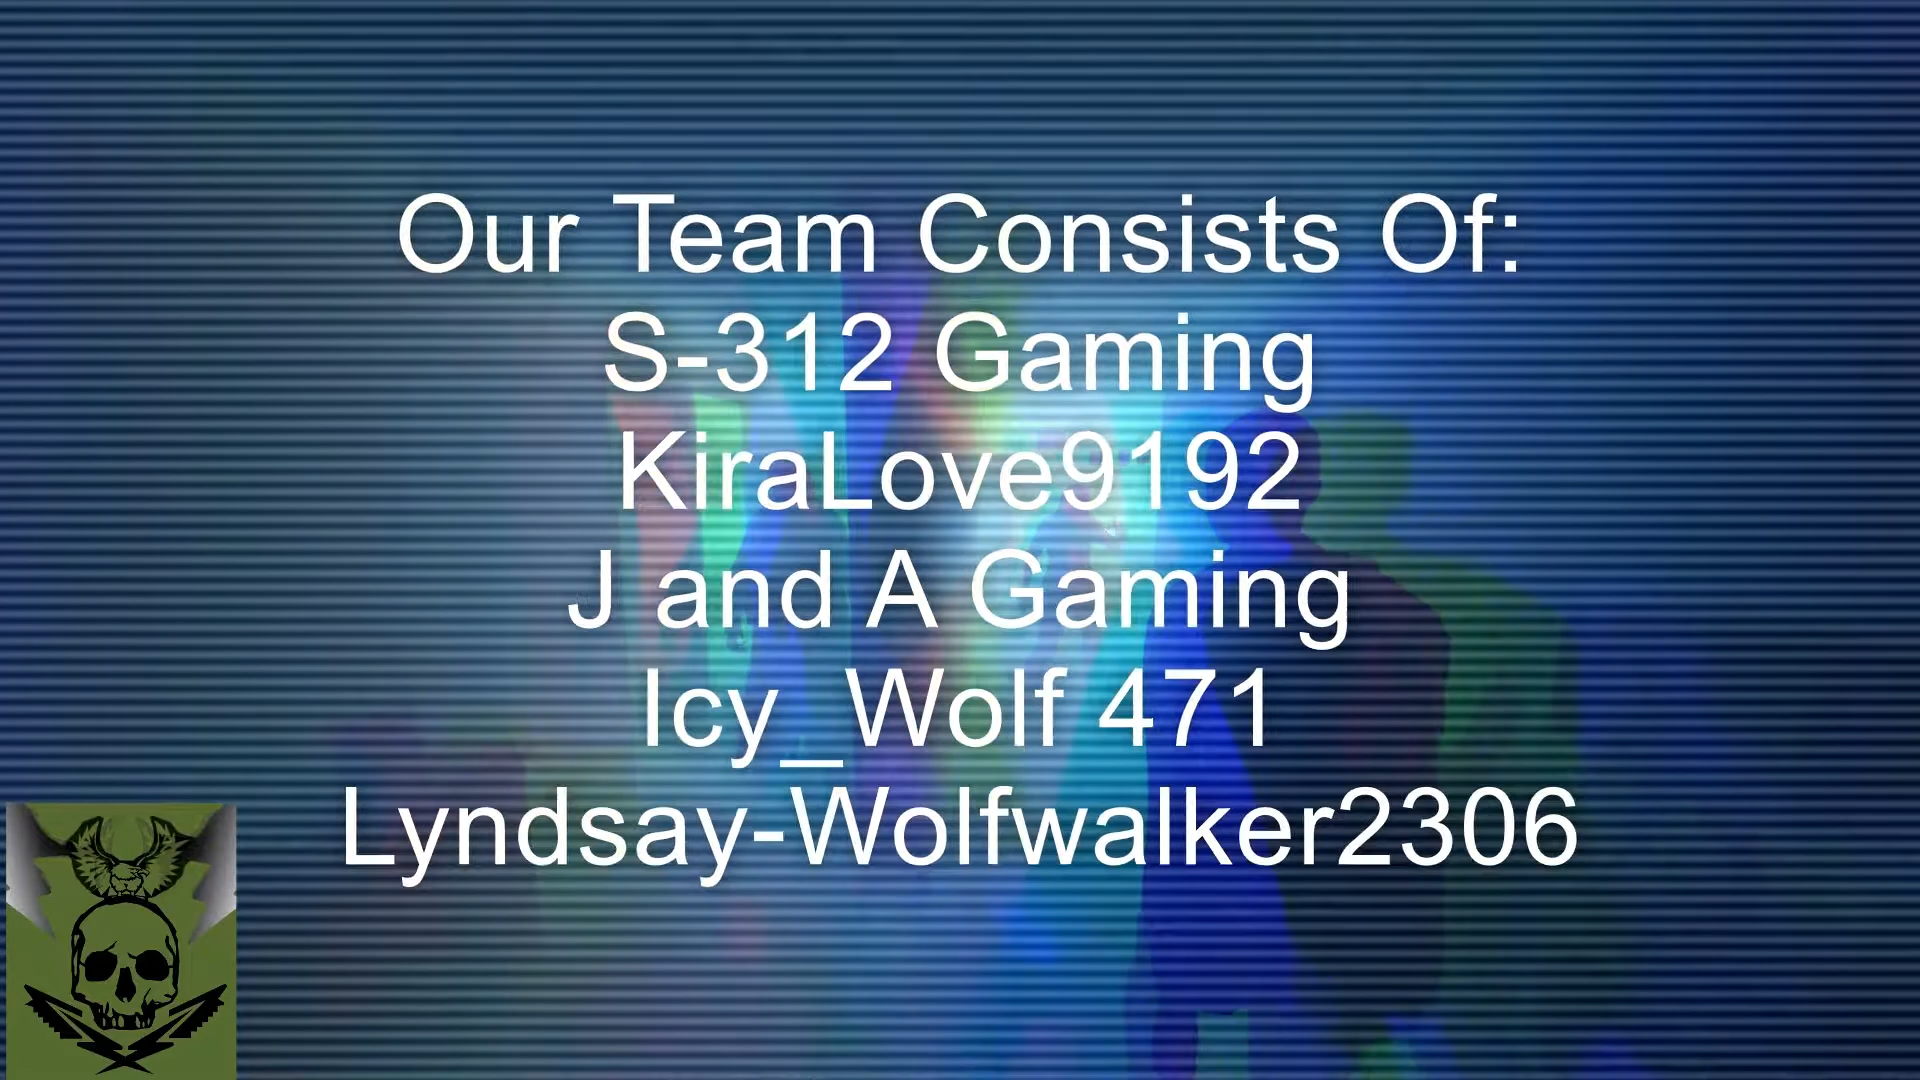 Our Team Consists Of:
S-312 Gaming
KiraLove9192
J and A Gaming
Icy_Wolf 471
Lyndsay-Wolfwalker2306